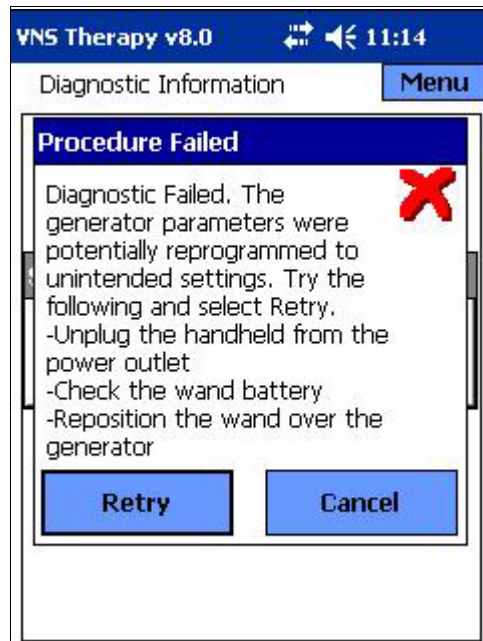 VNS Therapy v8.0 11:14
Diagnostic Information Menu
Procedure Failed
Diagnostic Failed. The
generator parameters were
potentially reprogrammed to
unintended settings. Try the
following and select Retry.
-Unplug the handheld from the
power outlet
-Check the wand battery
-Reposition the wand over the
generator
Retry Cancel